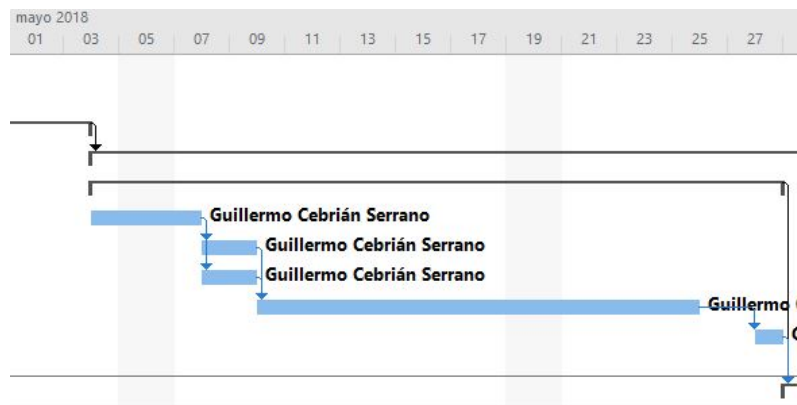 mayo 2018
01 03 05 07 09 11 13 15 17 19 21 23 25 27
Guillermo Cebrián Serrano
Guillermo Cebrián Serrano
Guillermo Cebrián Serrano
Guillermo